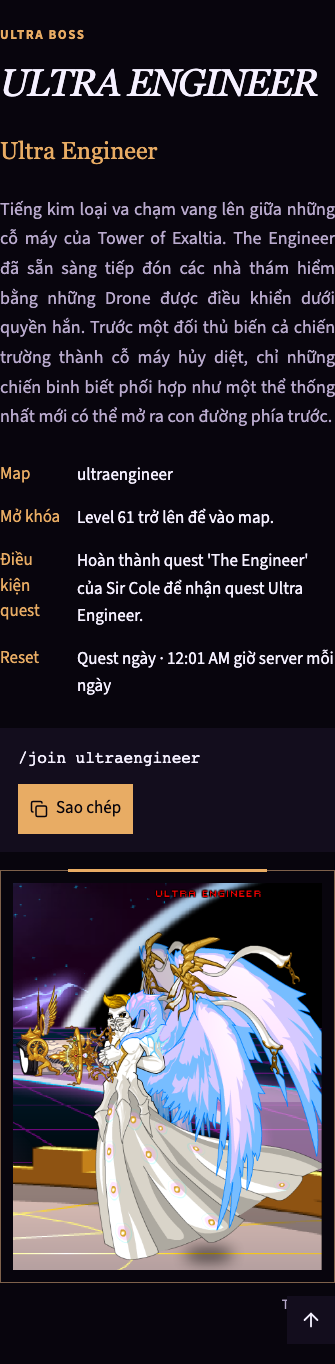 ULTRA BOSS
ULTRA ENGINEER
Ultra Engineer
Tiếng kim loại va chạm vang lên giữa những
cỗ máy của Tower of Exaltia. The Engineer
đã sẵn sàng tiếp đón các nhà thám hiểm
bằng những Drone được điều khiển dưới
quyền hắn. Trước một đối thủ biến cả chiến
trường thành cỗ máy hủy diệt, chỉ những
chiến binh biết phối hợp như một thể thống
nhất mới có thể mở ra con đường phía trước.
Map
ultraengineer
Mở khóa
Level 61 trở lên để vào map.
Điều
kiện
quest
Hoàn thành quest 'The Engineer'
của Sir Cole để nhận quest Ultra
Engineer.
Reset
Quest ngày · 12:01 AM giờ server mỗi
ngày
/join ultraengineer
Sao chép
ULTRA ENGINEER